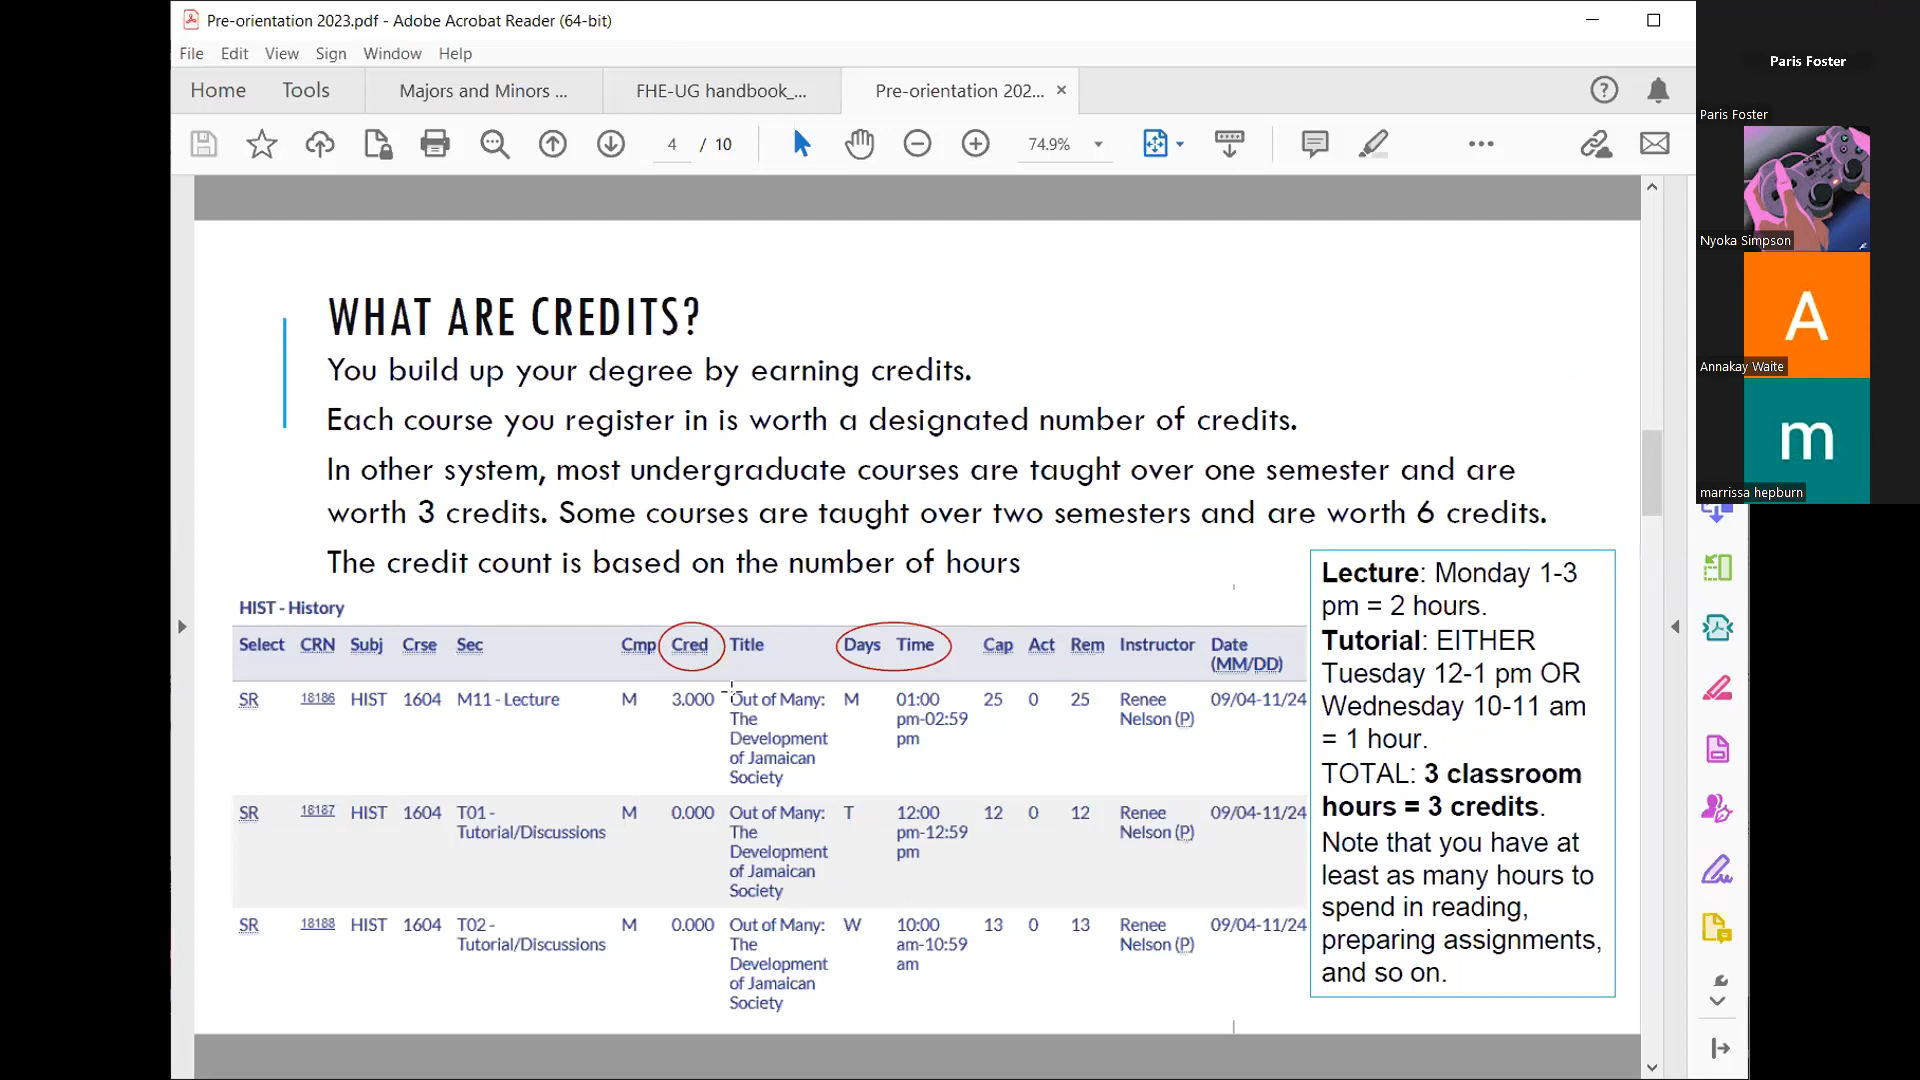 Pre-orientation 2023.pdf - Adobe Acrobat Reader (64-bit)
File Edit View Window Help
Home Tools Majors and Minors ... FHE-UG handbook_... Pre-orientation 202... ×
4 / 10 74.9%
WHAT ARE CREDITS?
You build up your degree by earning credits.
Each course you register in is worth a designated number of credits.
In other system, most undergraduate courses are taught over one semester and are
worth 3 credits. Some courses are taught over two semesters and are worth 6 credits.
The credit count is based on the number of hours
HIST - History
Select CRN Subj Crse Sec Cmp Cred Title Days Time Cap Act Rem Instructor Date
(MM/DD)
SR 18186 HIST 1604 M11 - Lecture M 3.000 Out of Many: M 01:00 25 0 25 Renee 09/04-11/24
The pm-02:59 Nelson (P)
Development pm
of Jamaican
Society
SR 18187 HIST 1604 T01 - M 0.000 Out of Many: T 12:00 12 0 12 Renee 09/04-11/24
Tutorial/Discussions The pm-12:59 Nelson (P)
Development pm
of Jamaican
Society
SR 18188 HIST 1604 T02 - M 0.000 Out of Many: W 10:00 13 0 13 Renee 09/04-11/24
Tutorial/Discussions The am-10:59 Nelson (P)
Development am
of Jamaican
Society
Lecture: Monday 1-3
pm = 2 hours.
Tutorial: EITHER
Tuesday 12-1 pm OR
Wednesday 10-11 am
= 1 hour.
TOTAL: 3 classroom
hours = 3 credits.
Note that you have at
least as many hours to
spend in reading,
preparing assignments,
and so on.
Paris Foster
Paris Foster
Nyoka Simpson
A
Annakay Waite
m
marrissa hepburn